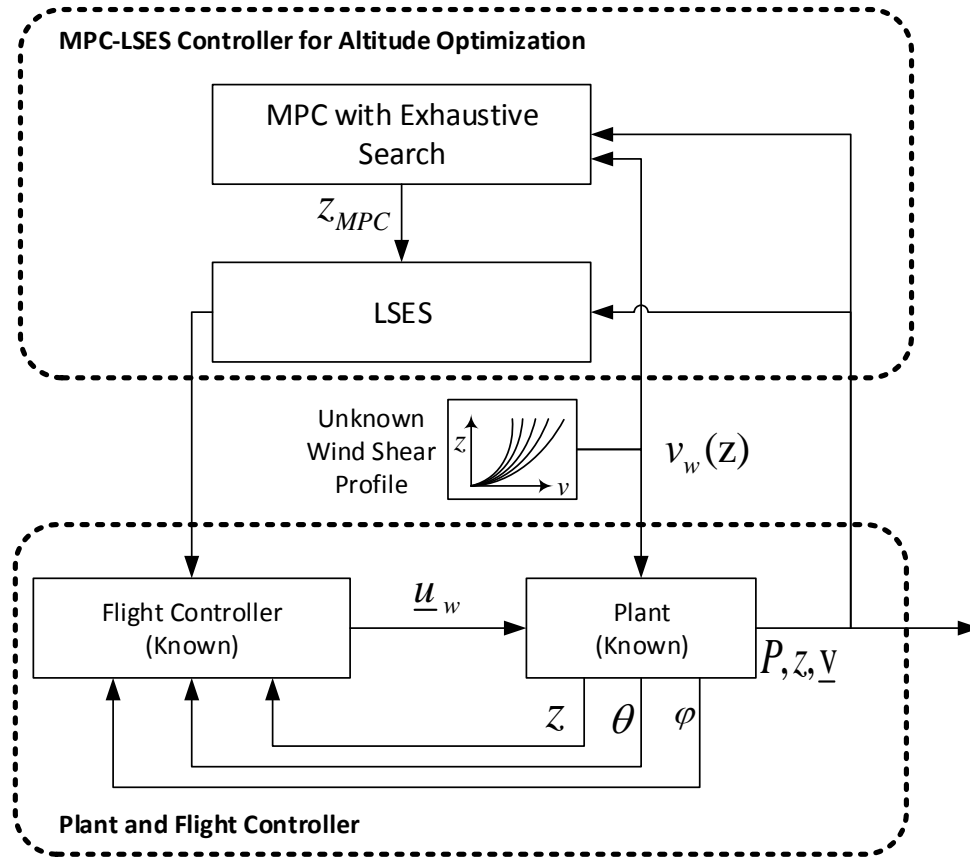 MPC-LSES Controller for Altitude Optimization
MPC with Exhaustive
Search
z_MPC
LSES
Unknown
Wind Shear
Profile
z
v
v_w(z)
Flight Controller
(Known)
u_w
Plant
(Known)
P, z, v
z θ φ
Plant and Flight Controller